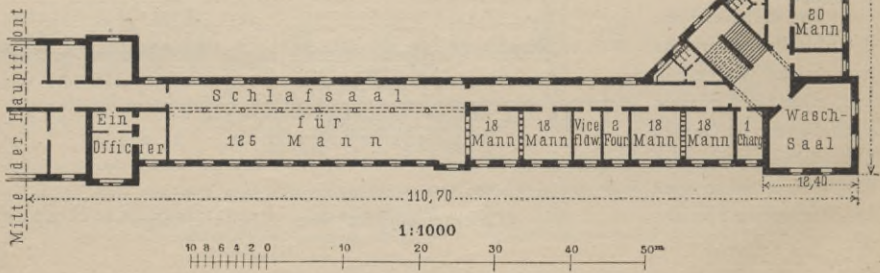 Mitte der Hauptfront
20
Mann
Schlafsaal
für
125 Mann
Ein
Officier
18
Mann
18
Mann
Vice
fldw.
2
Four.
18
Mann
18
Mann
1
Charg
Wasch-
Saal
110,70
12,40
1:1000
10 8 6 4 2 0 10 20 30 40 50m